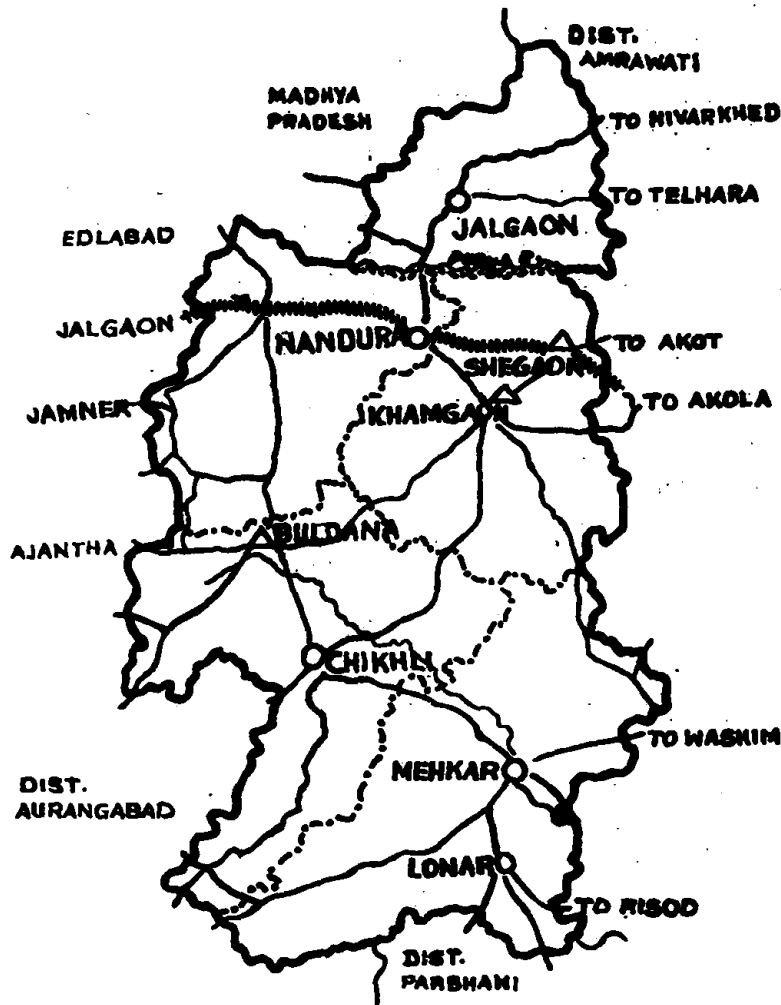 DIST.
AMRAWATI
MADHYA
PRADESH
TO HIVARKHED
TO TELHARA
JALGAON
EDLABAD
JALGAON
NANDURA
TO AKOT
SHEGAON
JAMNER
KHAMGAON
TO AKOLA
AJANTHA
BULDANA
CHIKHLI
TO WASKIM
MEHKAR
DIST.
AURANGABAD
LONAR
TO RISOD
DIST.
PARBHANI